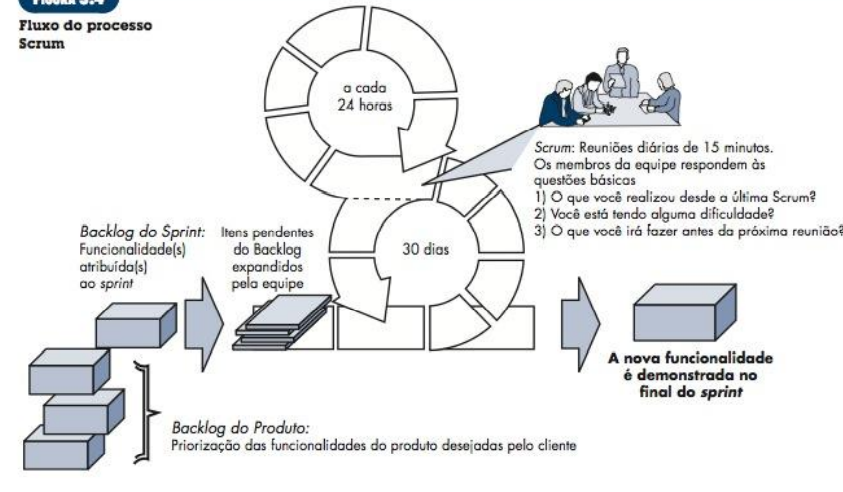 FIGURA 3.4
Fluxo do processo
Scrum
a cada
24 horas
Scrum: Reuniões diárias de 15 minutos.
Os membros da equipe respondem às
questões básicas
1) O que você realizou desde a última Scrum?
2) Você está tendo alguma dificuldade?
3) O que você irá fazer antes da próxima reunião?
Backlog do Sprint:
Funcionalidade(s)
atribuída(s)
ao sprint
Itens pendentes
do Backlog
expandidos
pela equipe
30 dias
A nova funcionalidade
é demonstrada no
final do sprint
Backlog do Produto:
Priorização das funcionalidades do produto desejadas pelo cliente